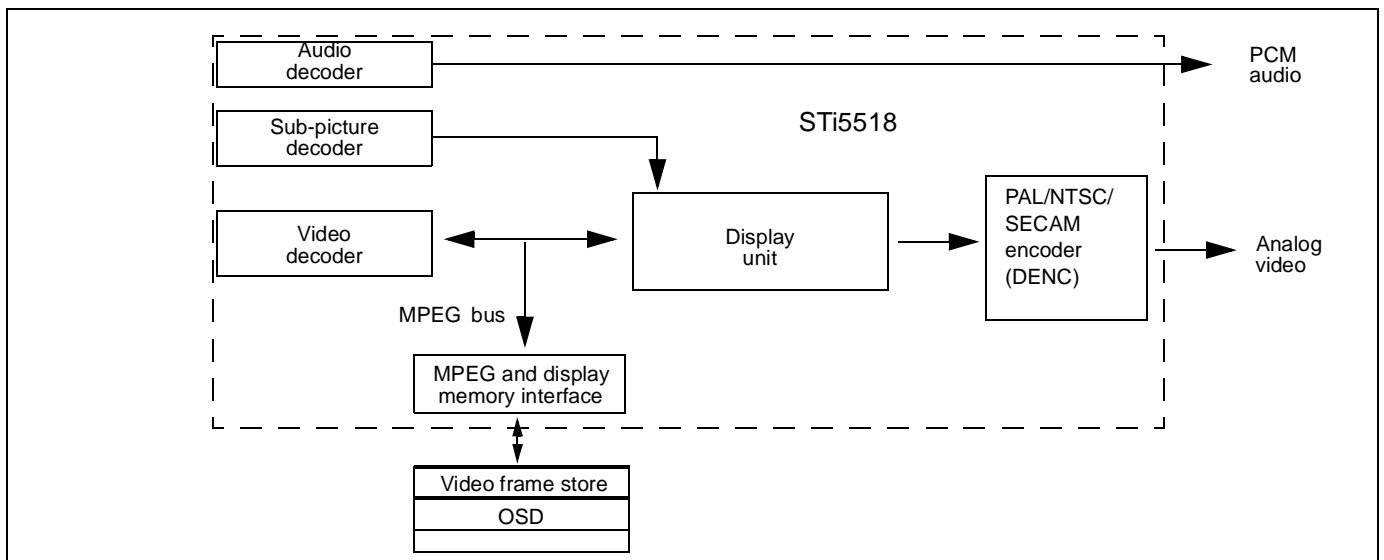 Audio
decoder
PCM
audio
Sub-picture
decoder
STi5518
Video
decoder
Display
unit
PAL/NTSC/
SECAM
encoder
(DENC)
Analog
video
MPEG bus
MPEG and display
memory interface
Video frame store
OSD